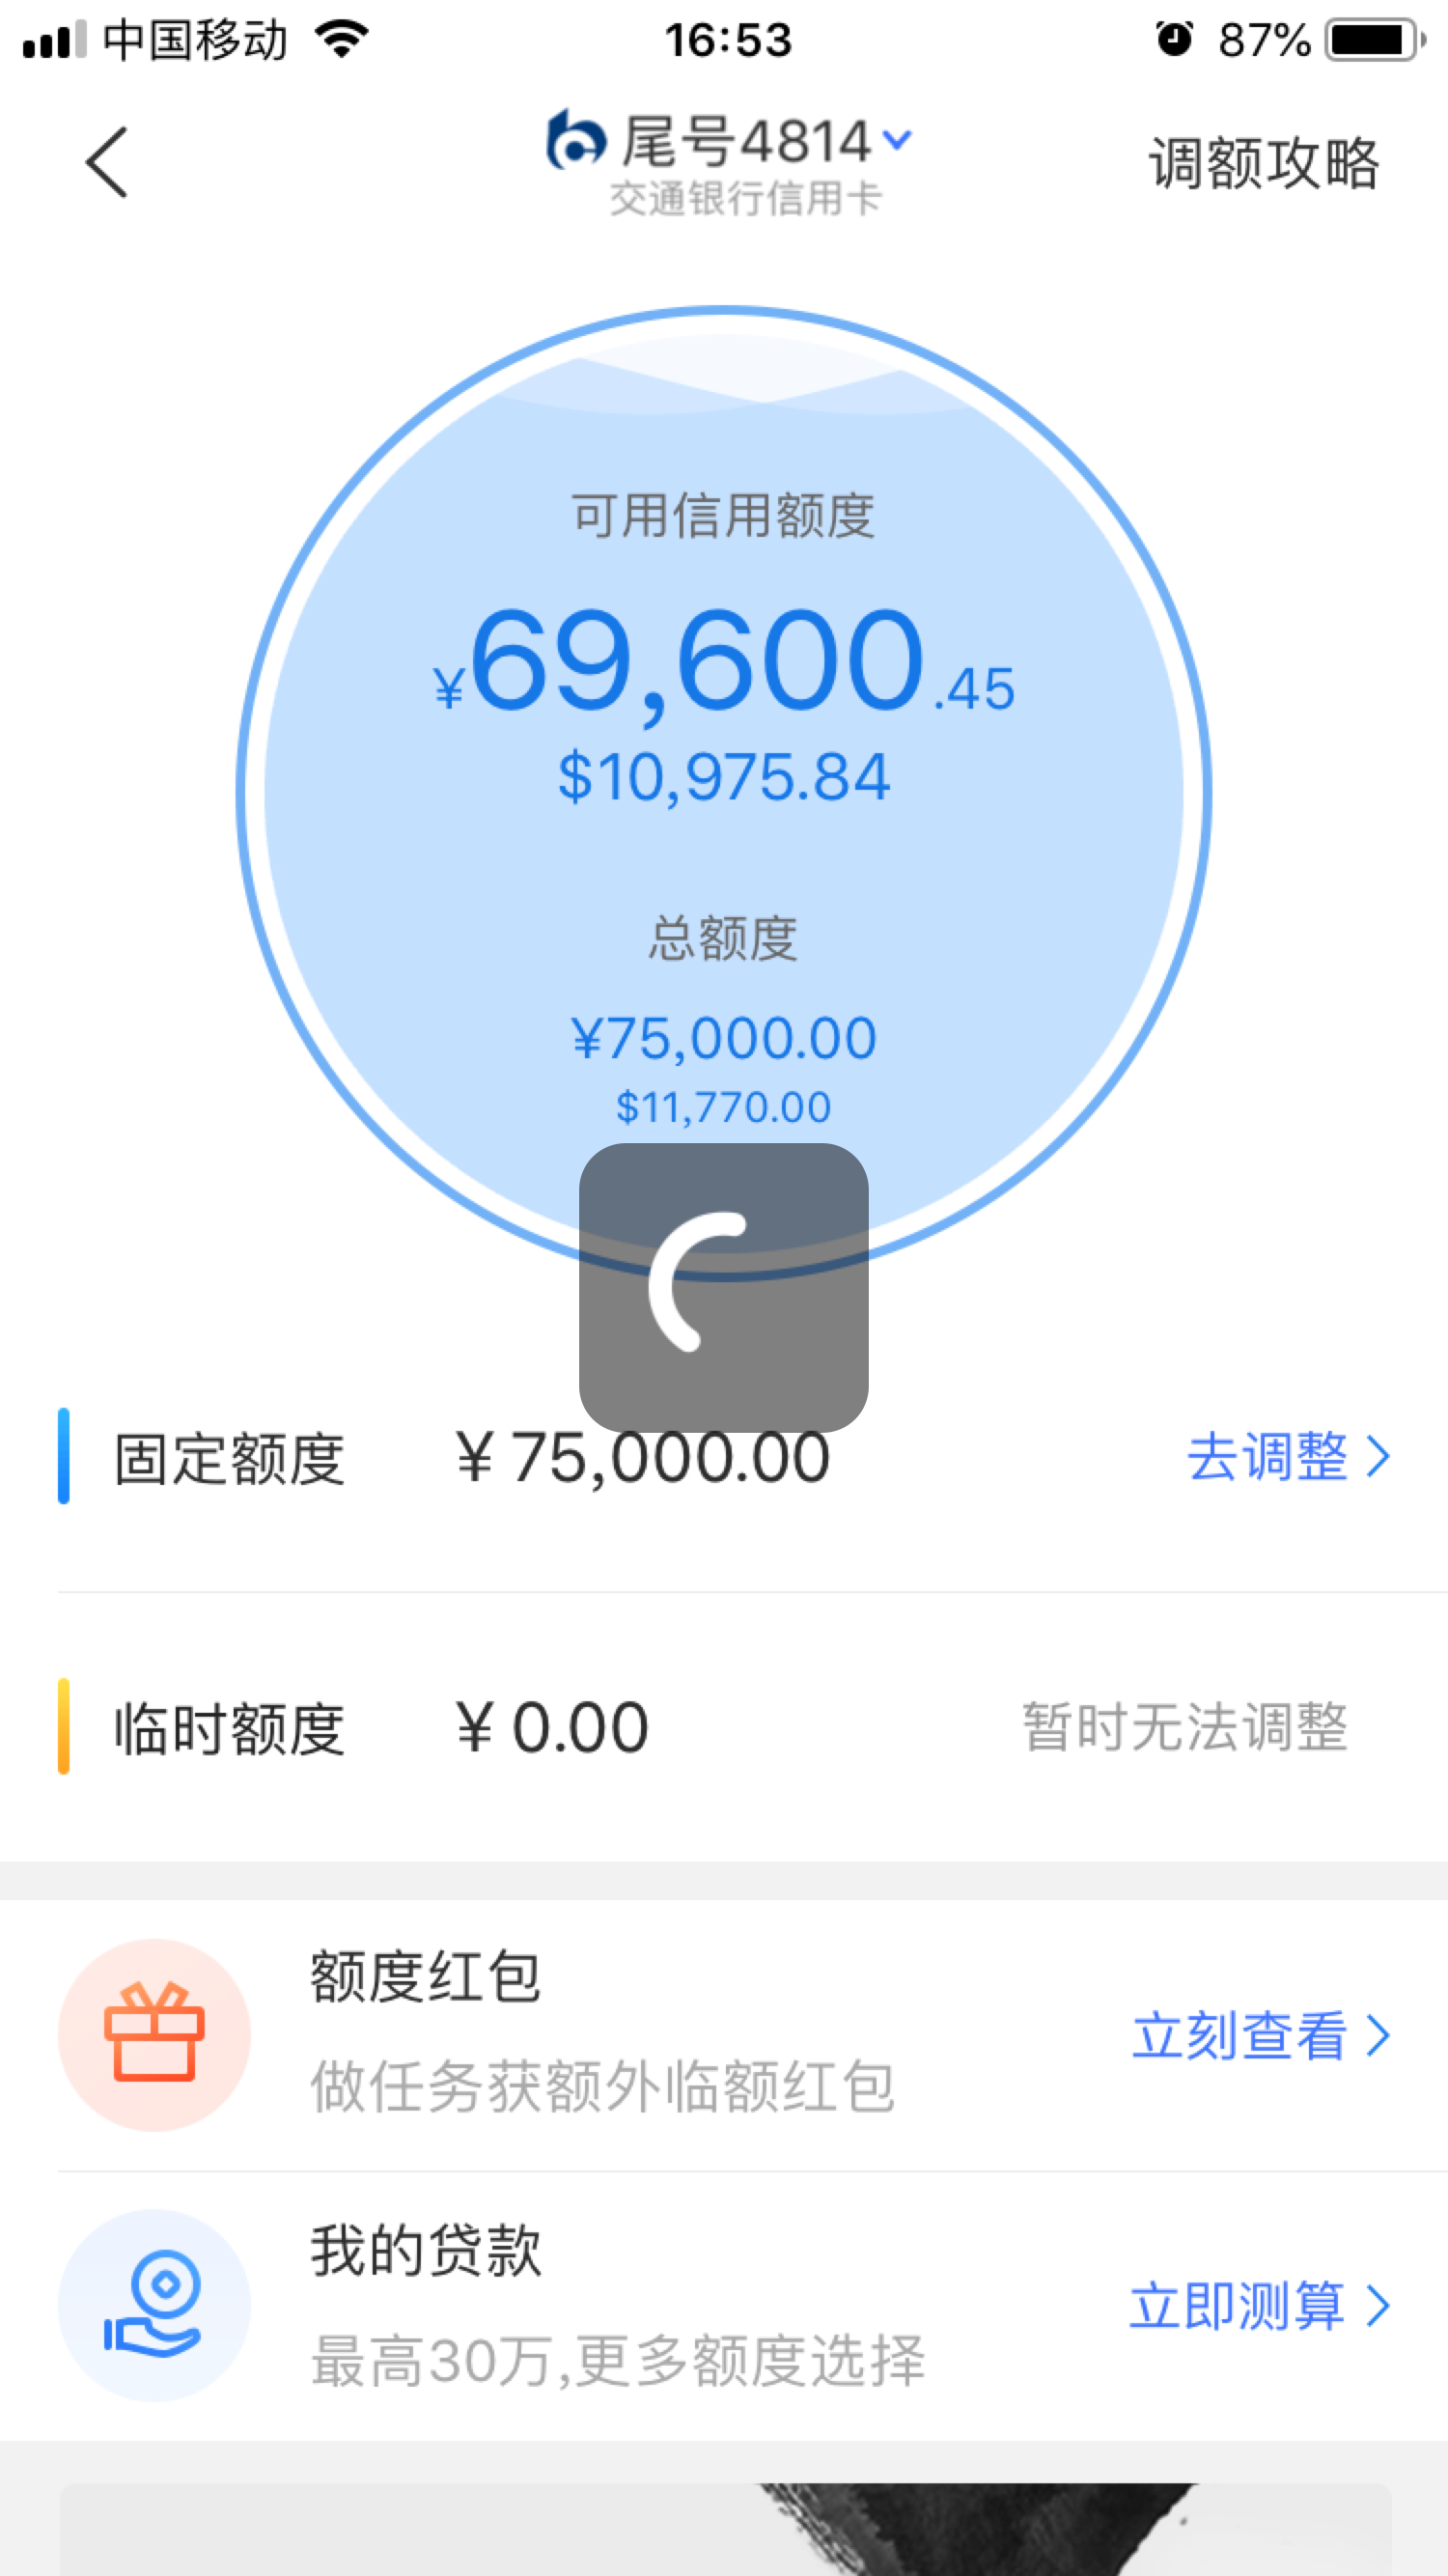 中国移动 16:53 87%
尾号4814
交通银行信用卡
调额攻略
可用信用额度
¥69,600.45
$10,975.84
总额度
¥75,000.00
$11,770.00
固定额度 ¥ 75,000.00 去调整
临时额度 ¥ 0.00 暂时无法调整
额度红包
做任务获额外临额红包
立刻查看
我的贷款
最高30万,更多额度选择
立即测算